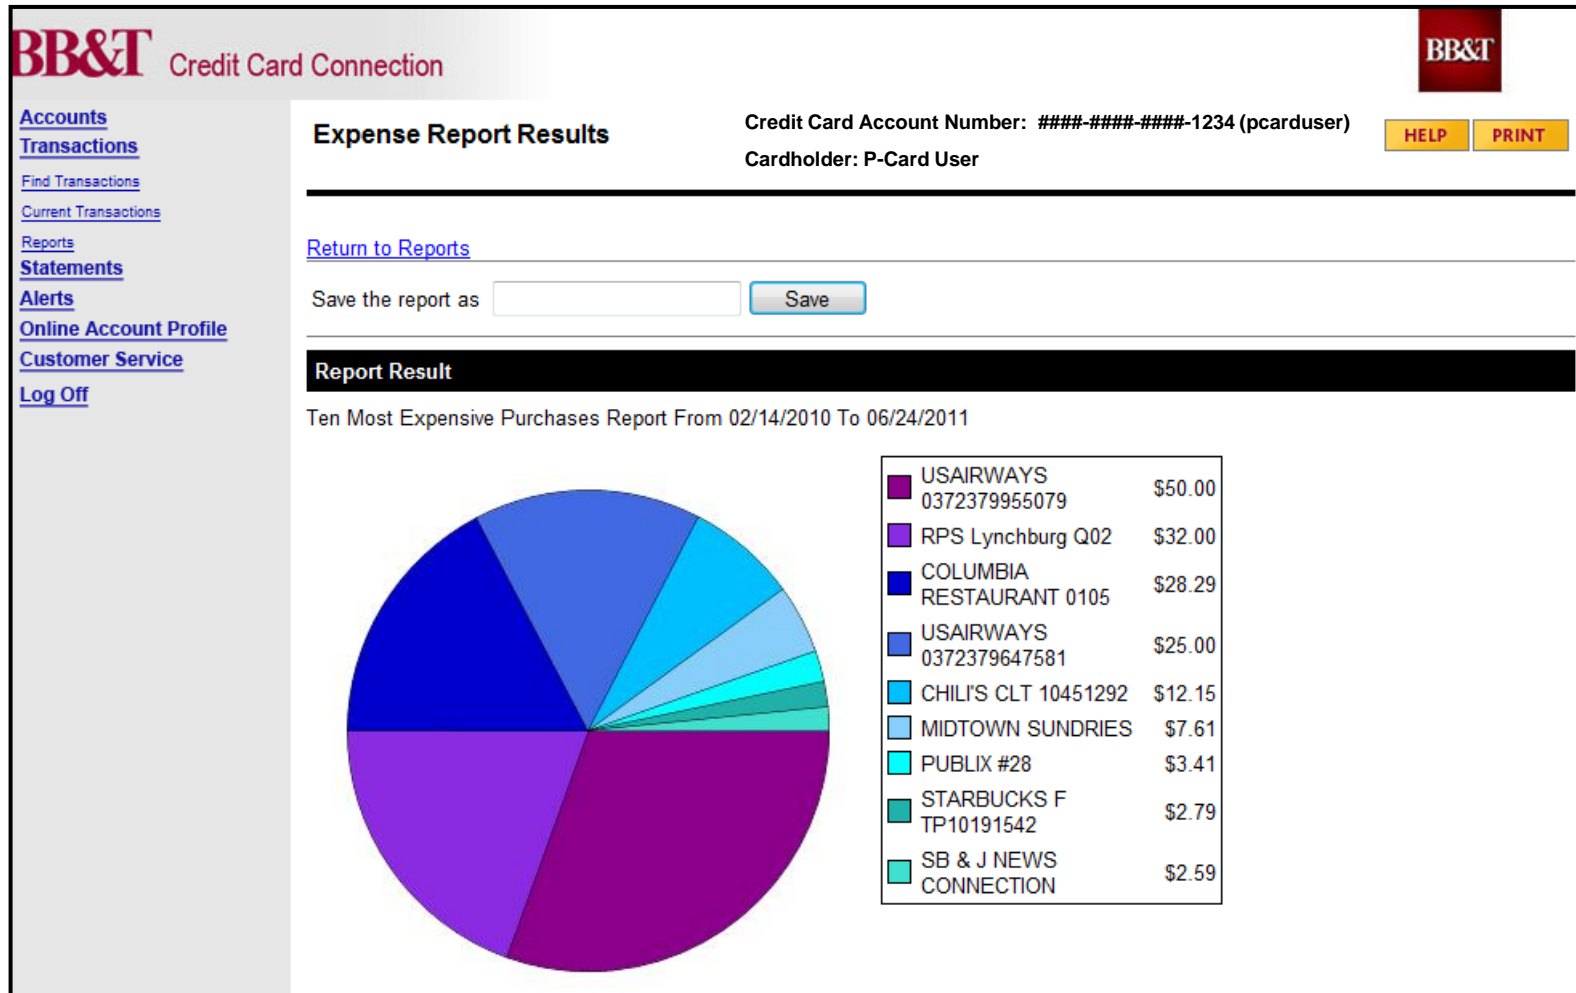 BB&T Credit Card Connection
BB&T
Accounts
Transactions
Find Transactions
Current Transactions
Reports
Statements
Alerts
Online Account Profile
Customer Service
Log Off
Expense Report Results
Credit Card Account Number: ####-####-####-1234 (pcarduser)
Cardholder: P-Card User
HELP PRINT
Return to Reports
Save the report as Save
Report Result
Ten Most Expensive Purchases Report From 02/14/2010 To 06/24/2011
USAIRWAYS
0372379955079 $50.00
RPS Lynchburg Q02 $32.00
COLUMBIA
RESTAURANT 0105 $28.29
USAIRWAYS
0372379647581 $25.00
CHILI'S CLT 10451292 $12.15
MIDTOWN SUNDRIES $7.61
PUBLIX #28 $3.41
STARBUCKS F
TP10191542 $2.79
SB & J NEWS
CONNECTION $2.59